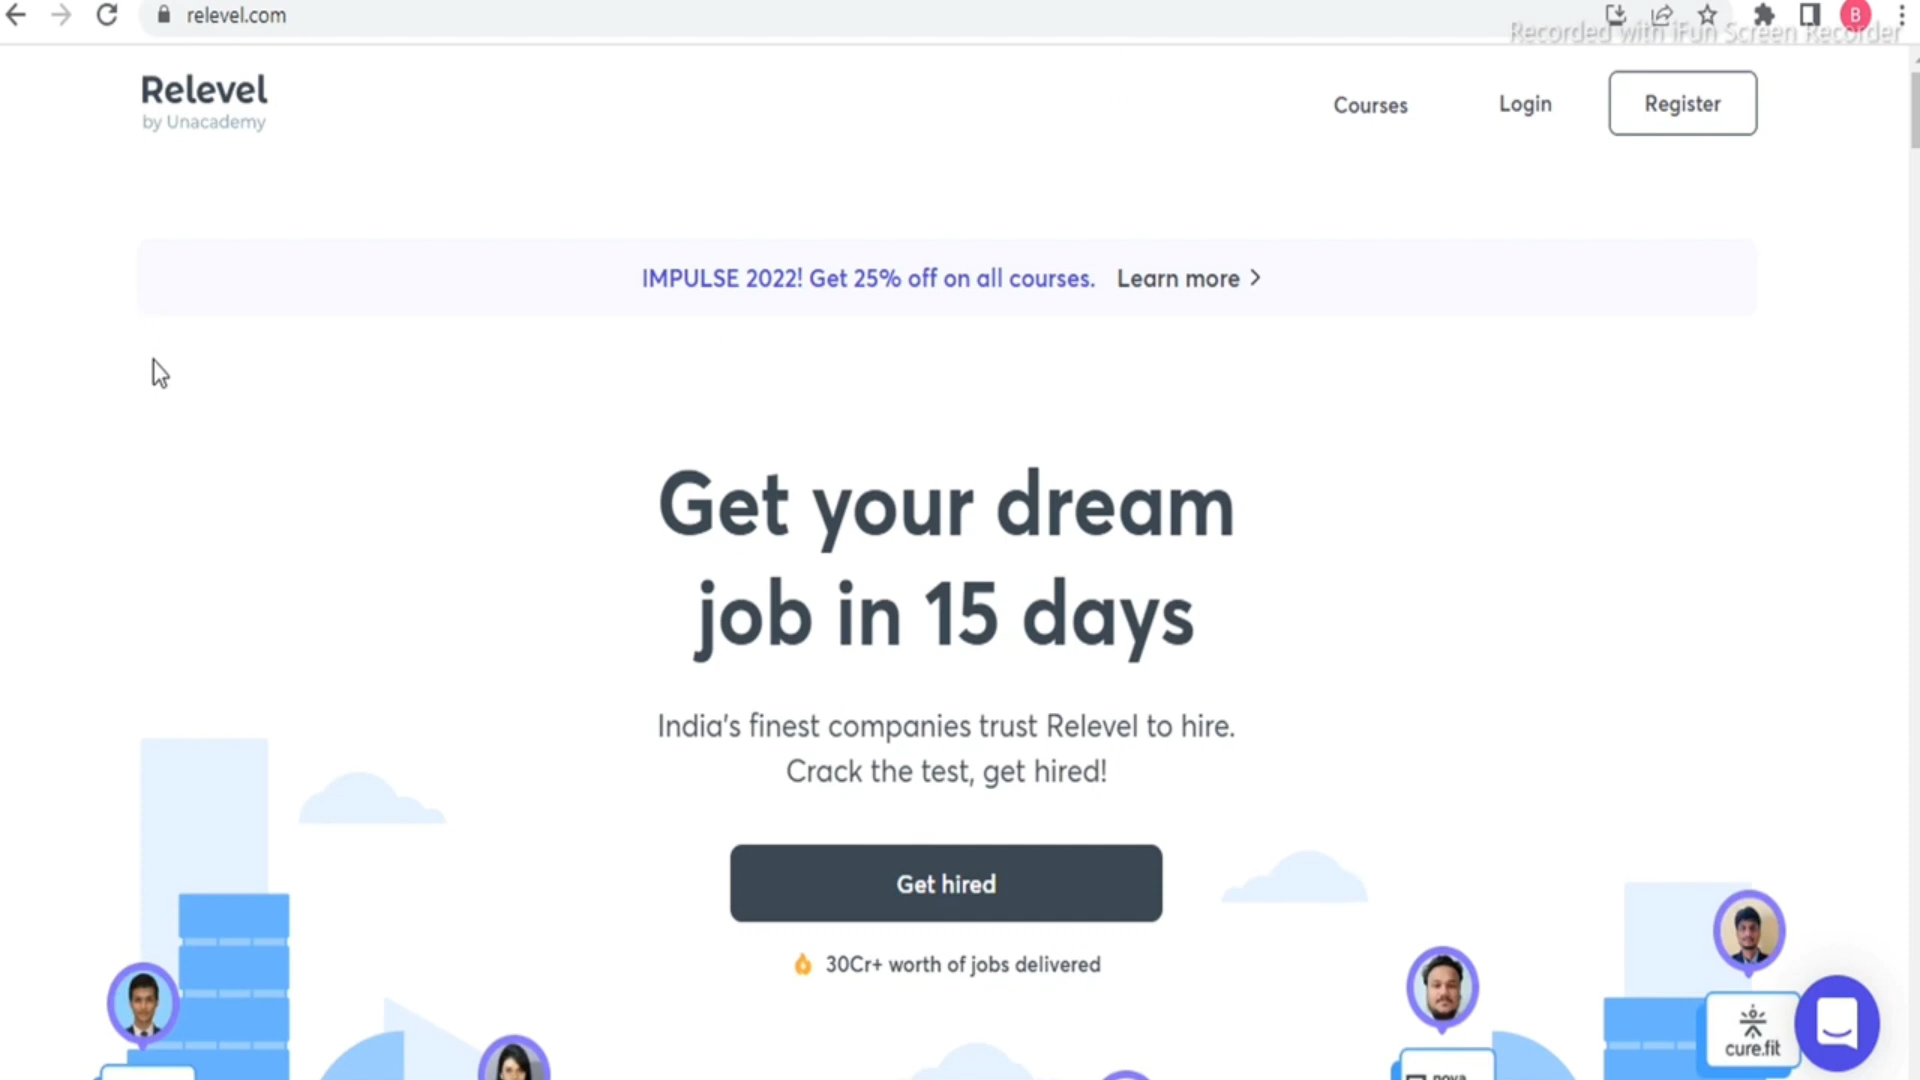 relevel.com
Recorded with iFun Screen Recorder
B
Relevel
by Unacademy
Courses
Login
Register
IMPULSE 2022! Get 25% off on all courses. Learn more >
Get your dream
job in 15 days
India's finest companies trust Relevel to hire.
Crack the test, get hired!
Get hired
30Cr+ worth of jobs delivered
cure.fit